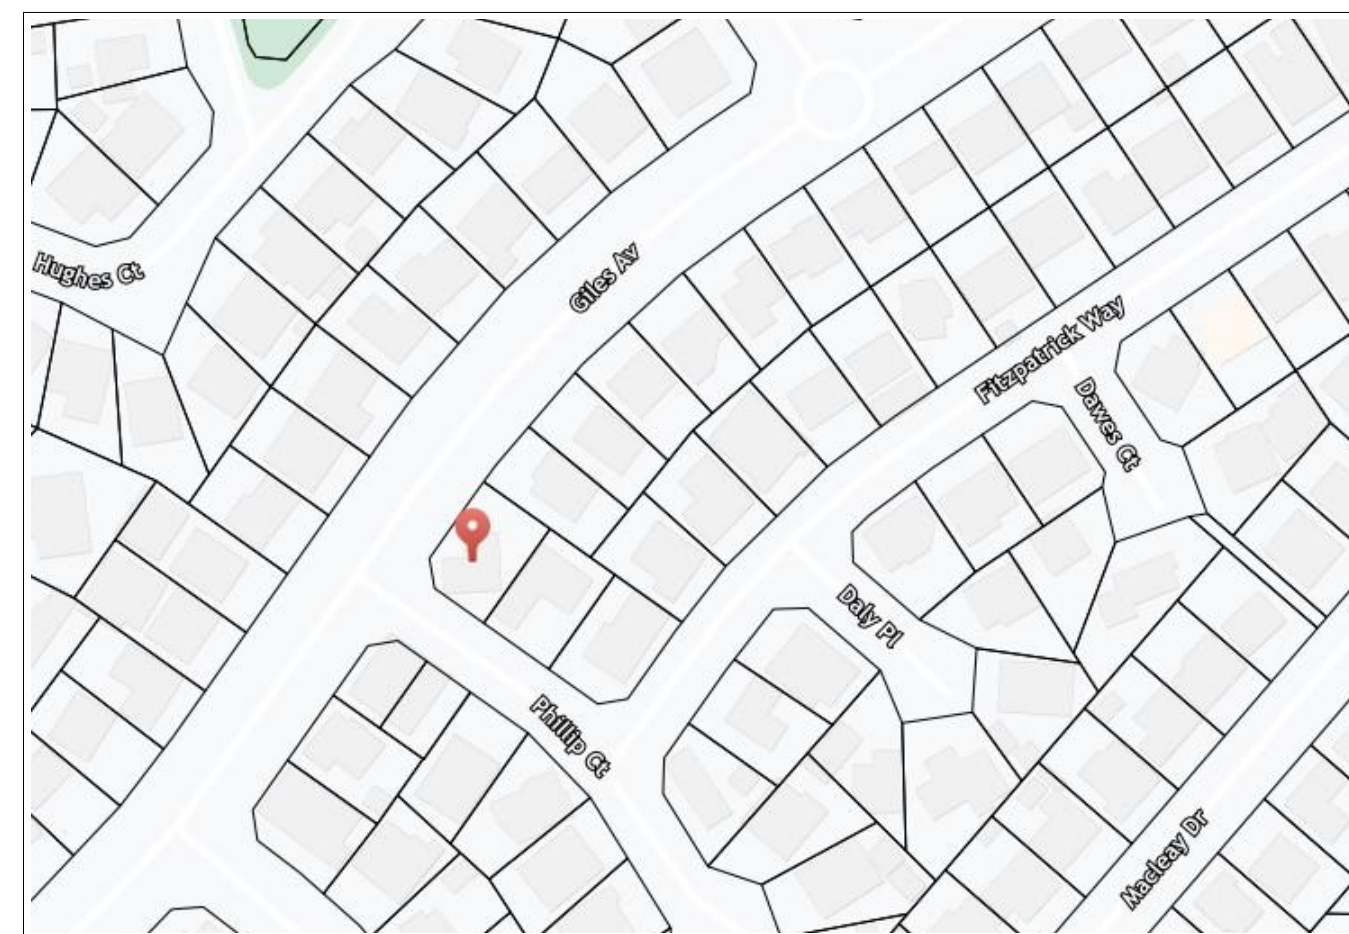 Giles Av
Hughes Ct
Fitzpatrick Way
Dawes Ct
Daly Pl
Phillip Ct
Macleay Dr